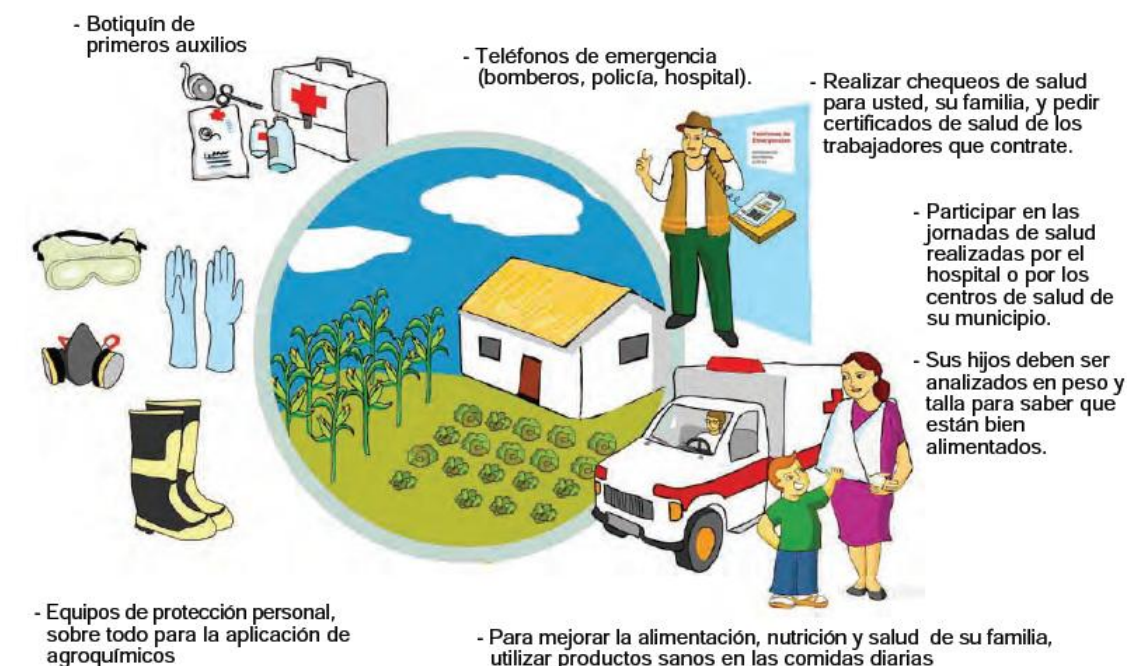 - Botiquín de
primeros auxilios
- Teléfonos de emergencia
(bomberos, policía, hospital).
- Realizar chequeos de salud
para usted, su familia, y pedir
certificados de salud de los
trabajadores que contrate.
Teléfonos de
Emergencia
- Participar en las
jornadas de salud
realizadas por el
hospital o por los
centros de salud de
su municipio.
- Sus hijos deben ser
analizados en peso y
talla para saber que
están bien
alimentados.
- Equipos de protección personal,
sobre todo para la aplicación de
agroquímicos
- Para mejorar la alimentación, nutrición y salud de su familia,
utilizar productos sanos en las comidas diarias